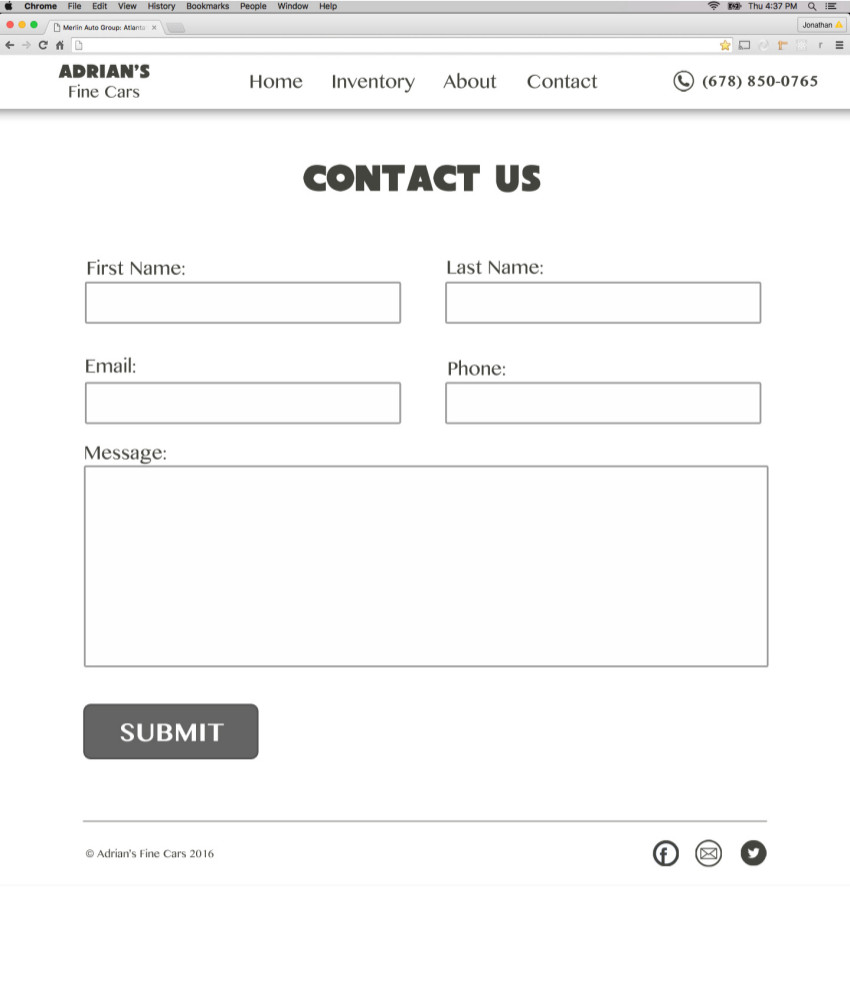 Chrome File Edit View History Bookmarks People Window Help Thu 4:37 PM
Merlin Auto Group: Atlanta Jonathan
ADRIAN'S
Fine Cars
Home Inventory About Contact (678) 850-0765
CONTACT US
First Name: Last Name:
Email: Phone:
Message:
SUBMIT
© Adrian's Fine Cars 2016